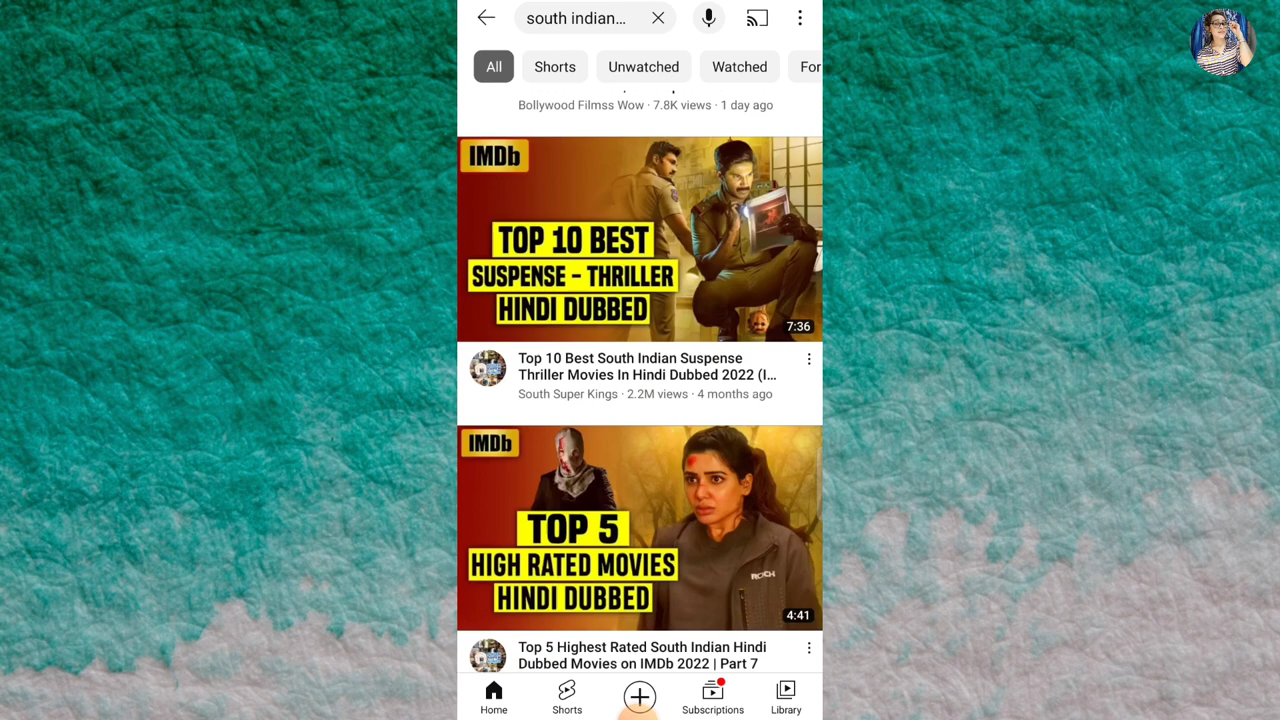 south indian...
All
Shorts
Unwatched
Watched
For
Bollywood Filmss Wow · 7.8K views · 1 day ago
IMDb
TOP 10 BEST
SUSPENSE - THRILLER
HINDI DUBBED
7:36
Top 10 Best South Indian Suspense
Thriller Movies In Hindi Dubbed 2022 (I...
South Super Kings · 2.2M views · 4 months ago
IMDb
TOP 5
HIGH RATED MOVIES
HINDI DUBBED
ROCH
4:41
Top 5 Highest Rated South Indian Hindi
Dubbed Movies on IMDb 2022 | Part 7
Home
Shorts
Subscriptions
Library